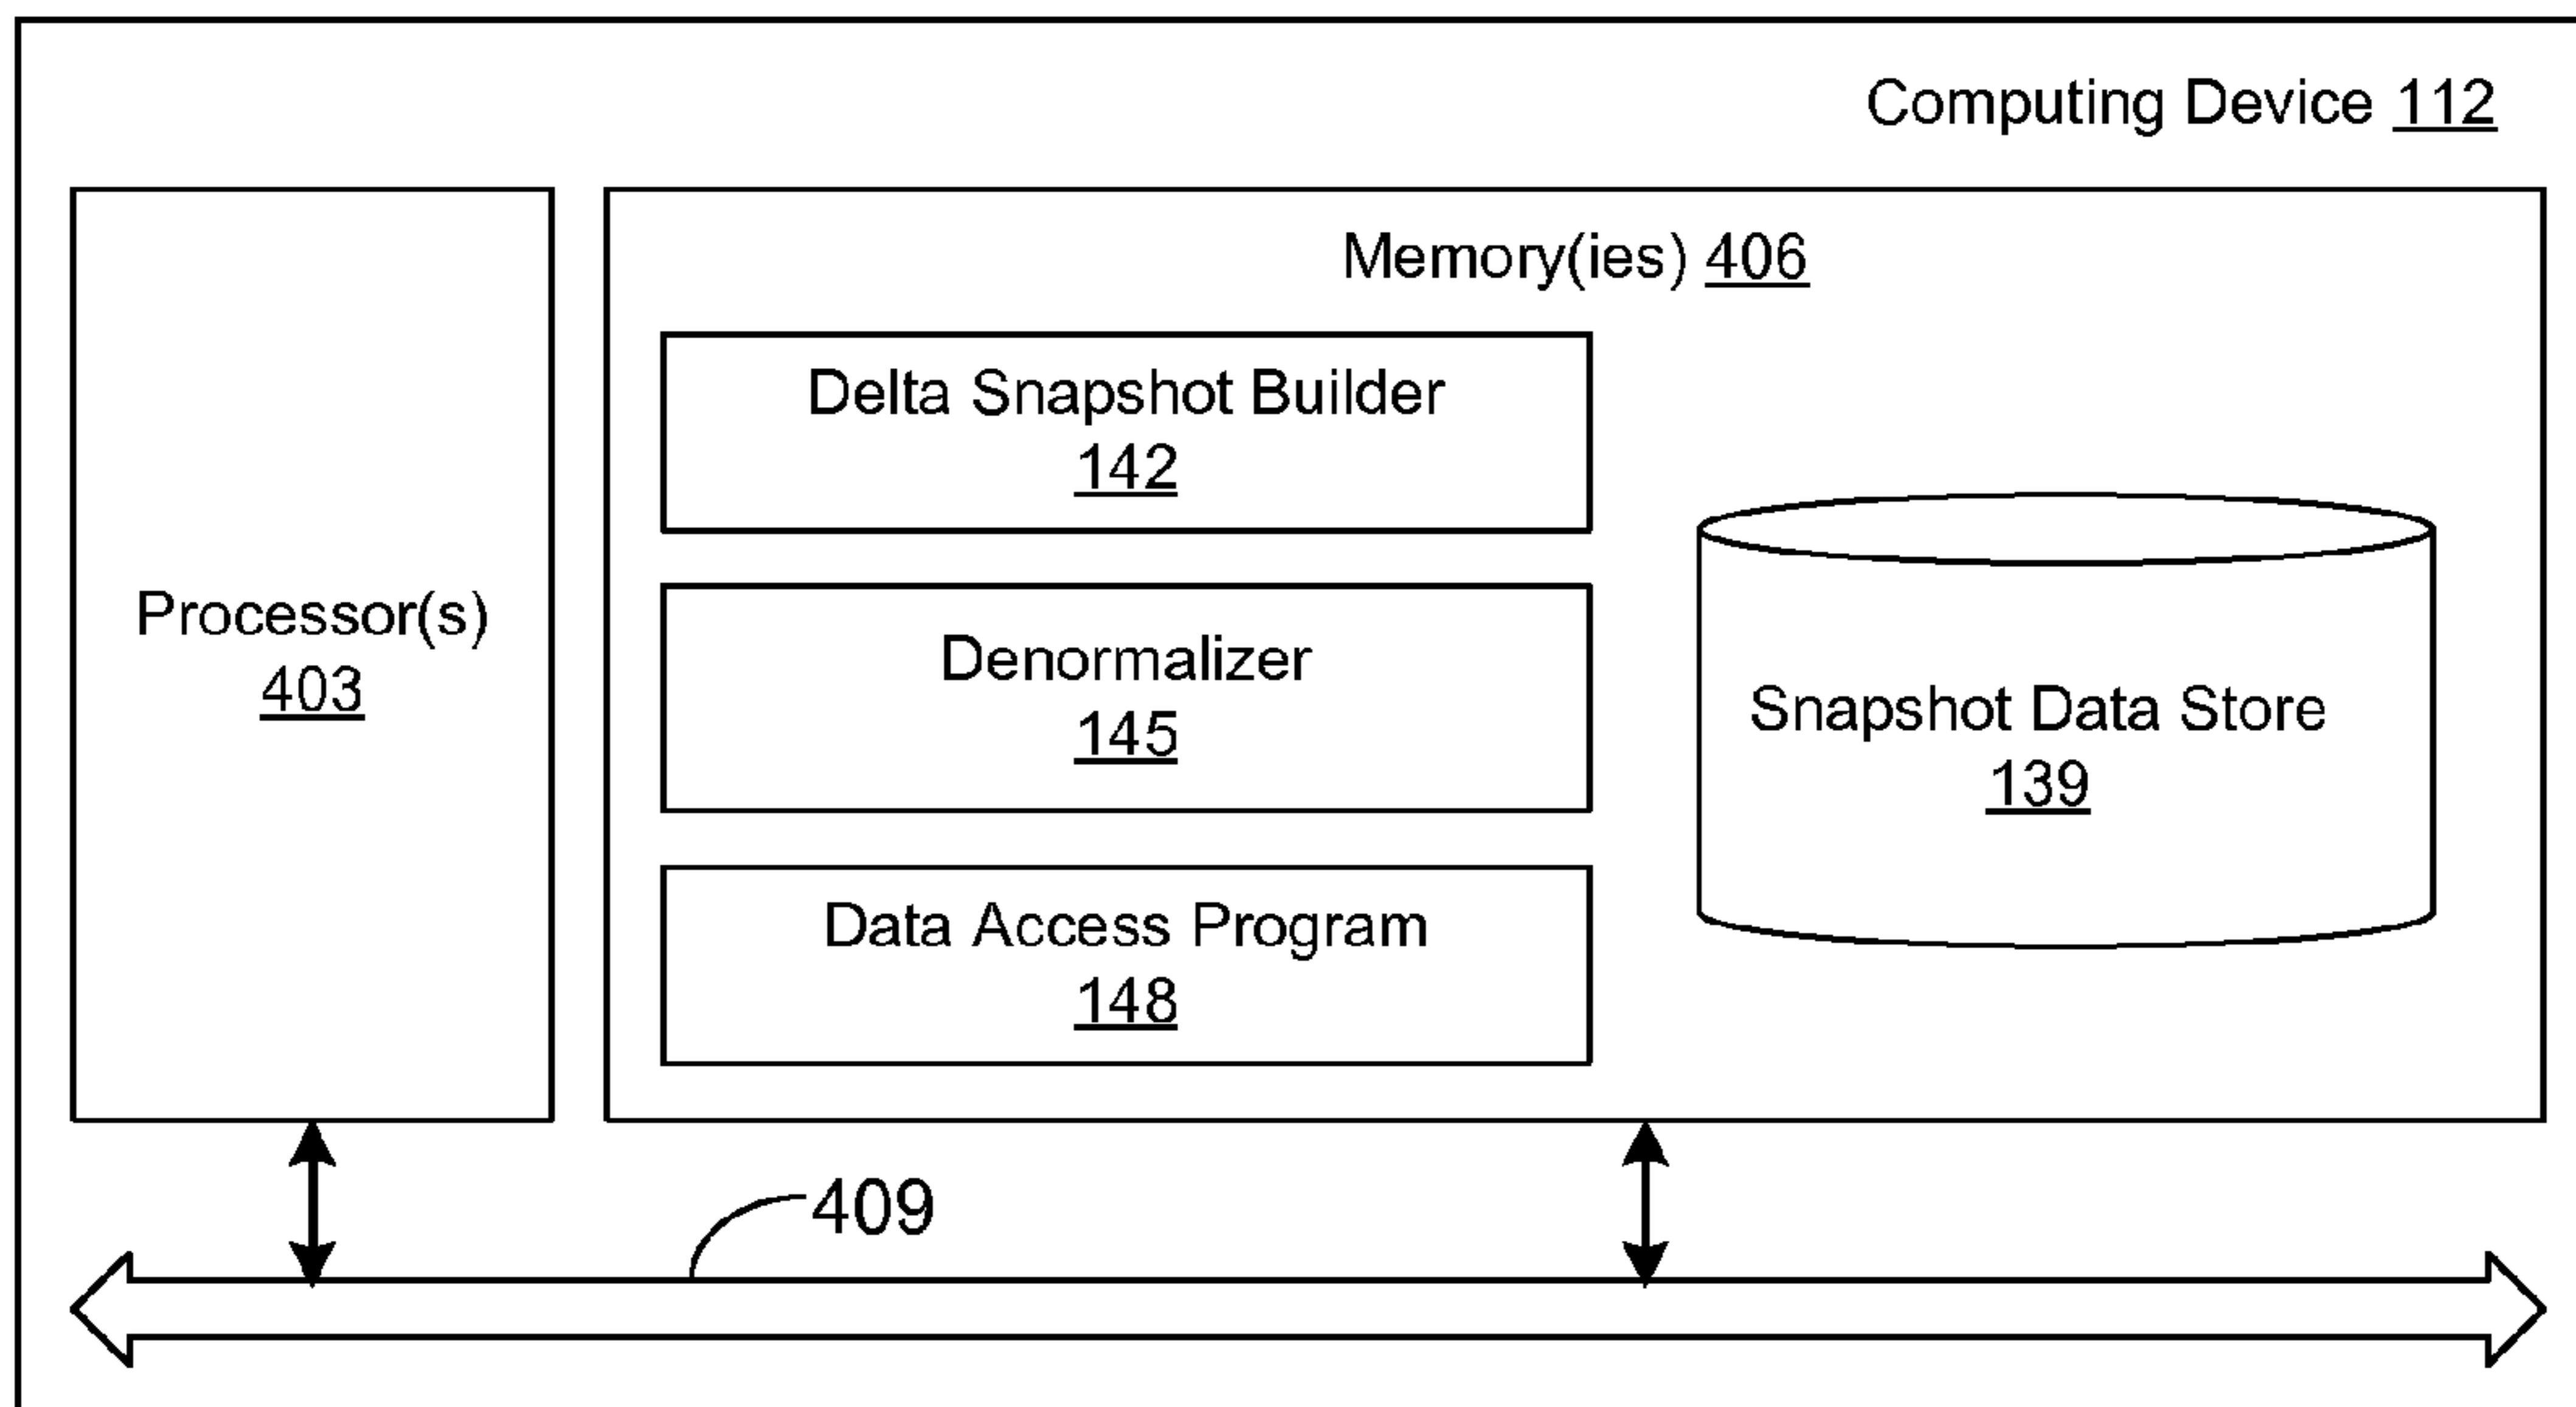 Computing Device 112
Memory(ies) 406
Processor(s)
403
Delta Snapshot Builder
142
Denormalizer
145
Data Access Program
148
Snapshot Data Store
139
409